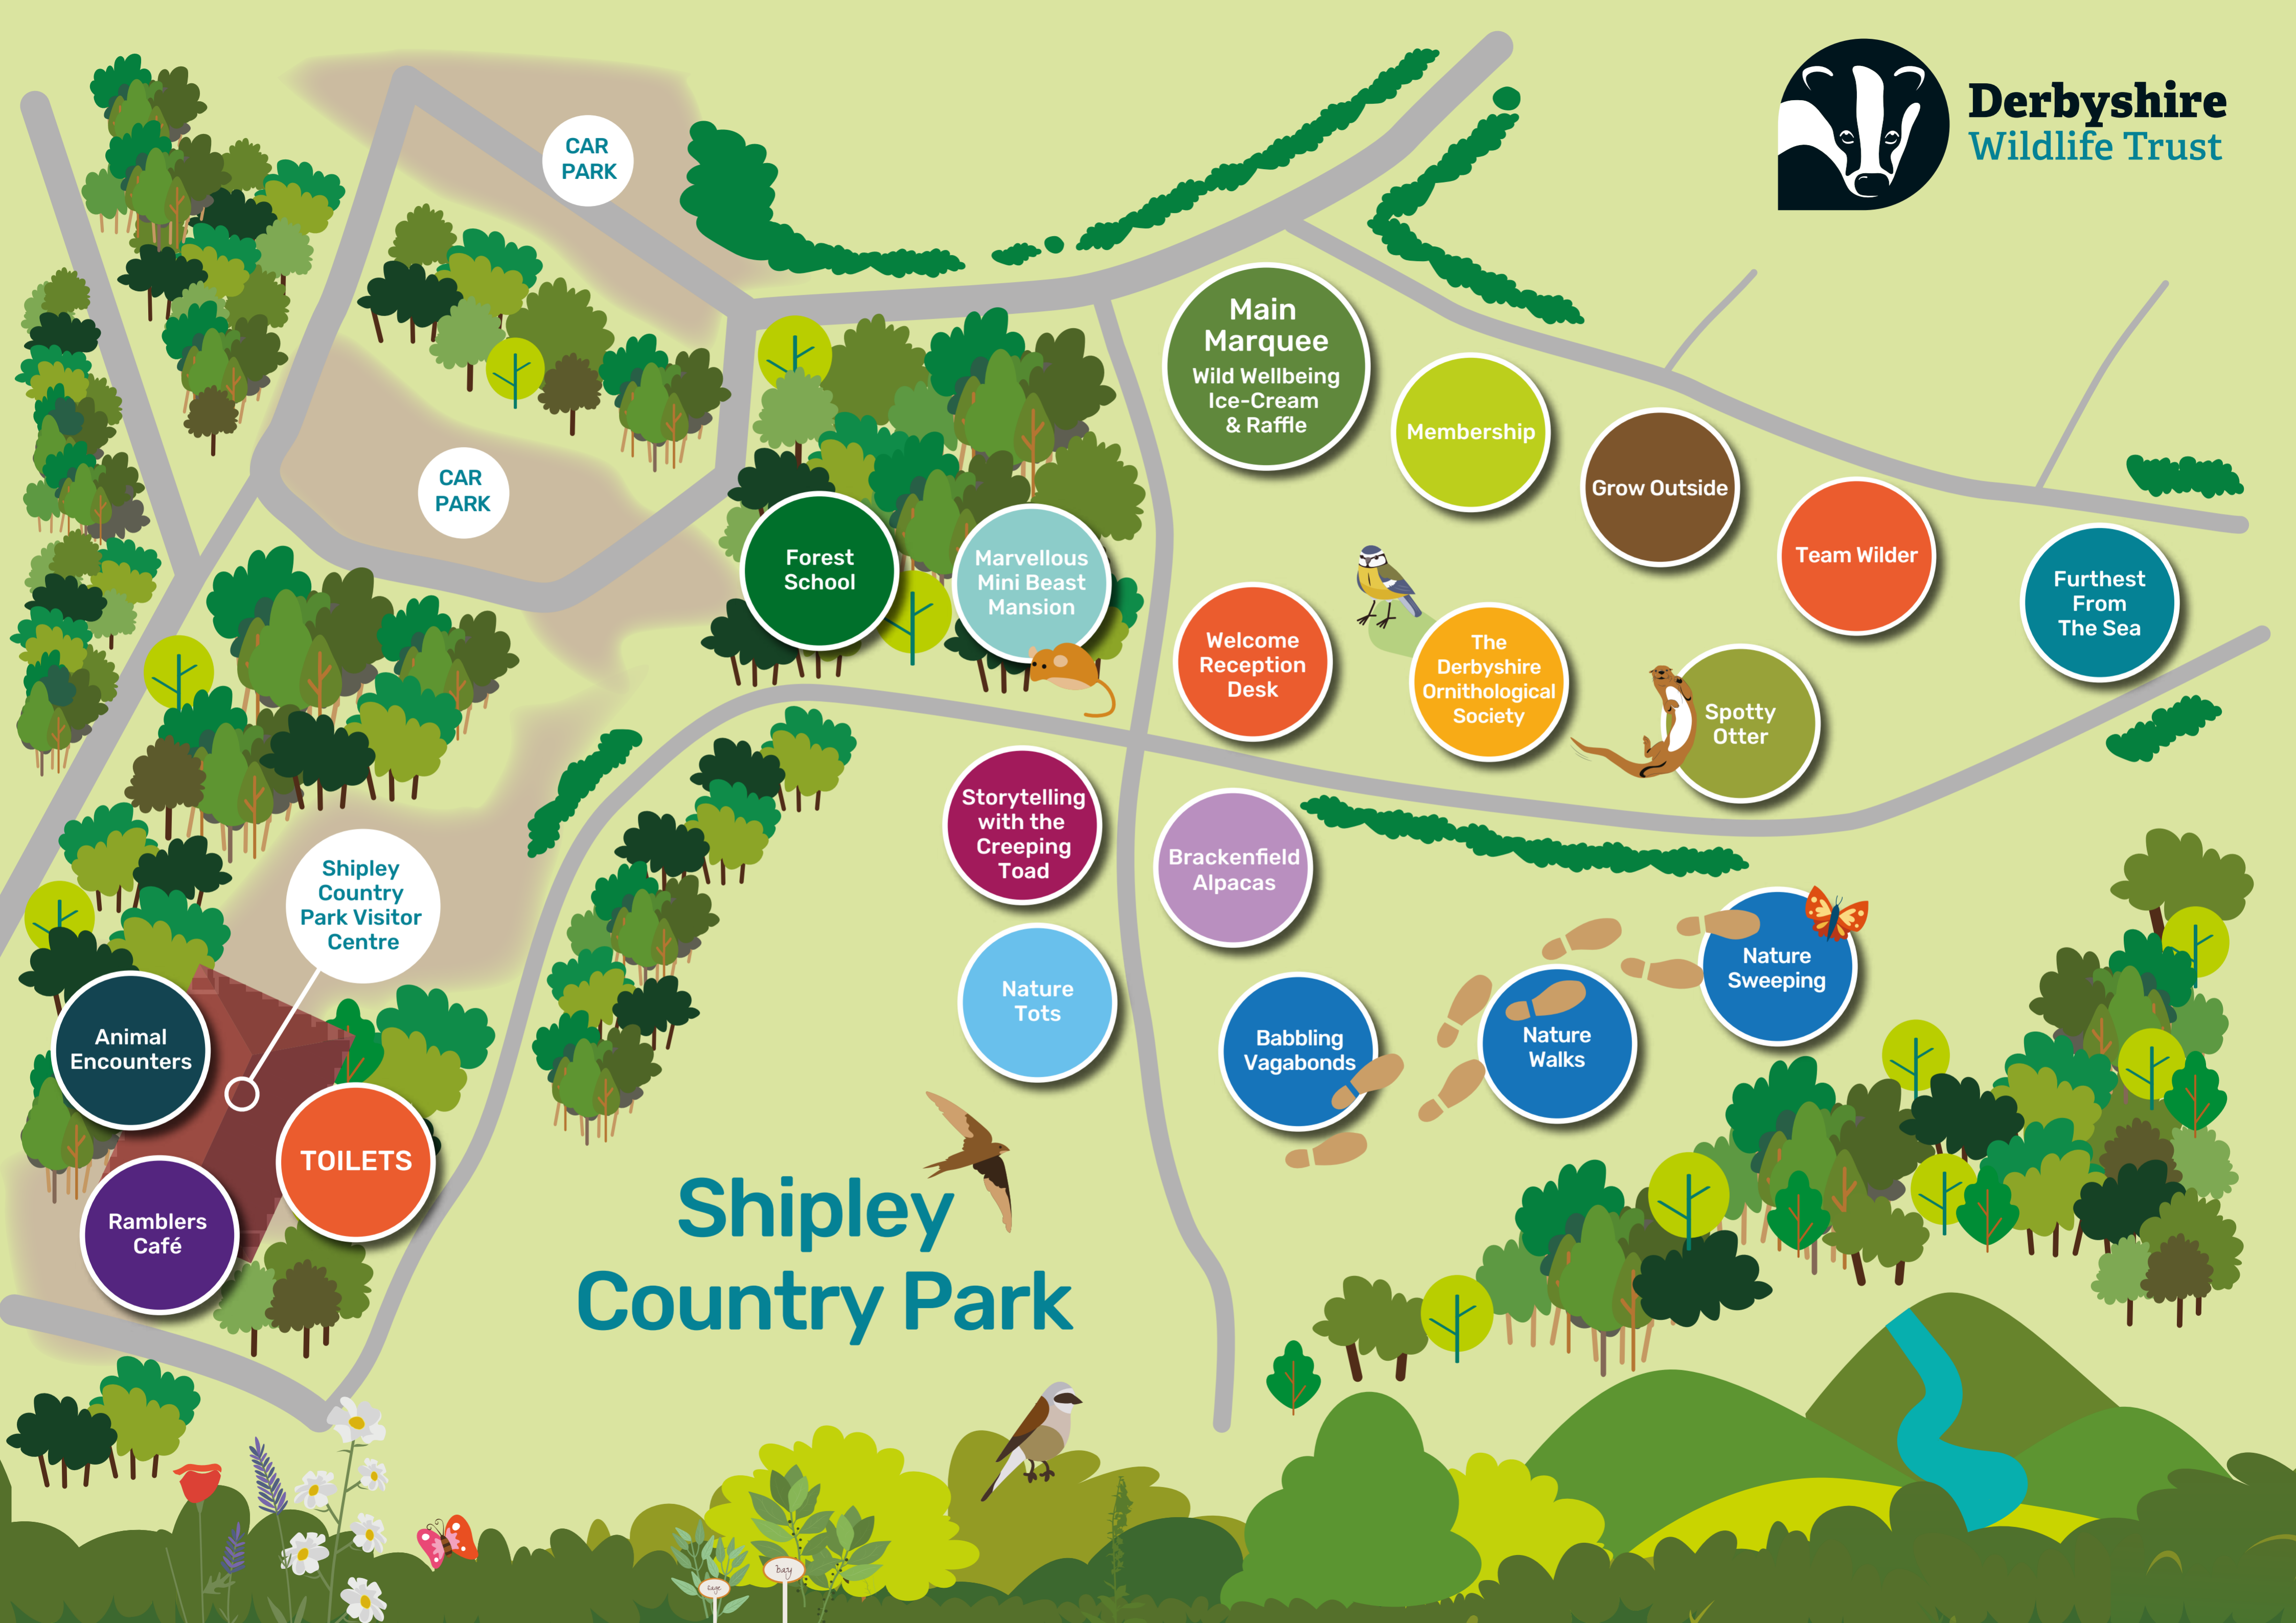 Derbyshire
Wildlife Trust
CAR
PARK
CAR
PARK
Main
Marquee
Wild Wellbeing
Ice-Cream
& Raffle
Membership
Grow Outside
Team Wilder
Furthest
From
The Sea
Forest
School
Marvellous
Mini Beast
Mansion
Welcome
Reception
Desk
The
Derbyshire
Ornithological
Society
Spotty
Otter
Storytelling
with the
Creeping
Toad
Brackenfield
Alpacas
Shipley
Country
Park Visitor
Centre
Nature
Tots
Babbling
Vagabonds
Nature
Walks
Nature
Sweeping
Animal
Encounters
TOILETS
Ramblers
Café
Shipley
Country Park
Bay